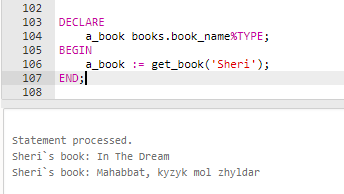 102
103 DECLARE
104 a_book books.book_name%TYPE;
105 BEGIN
106 a_book := get_book('Sheri');
107 END;
108
Statement processed.
Sheri`s book: In The Dream
Sheri`s book: Mahabbat, kyzyk mol zhyldar